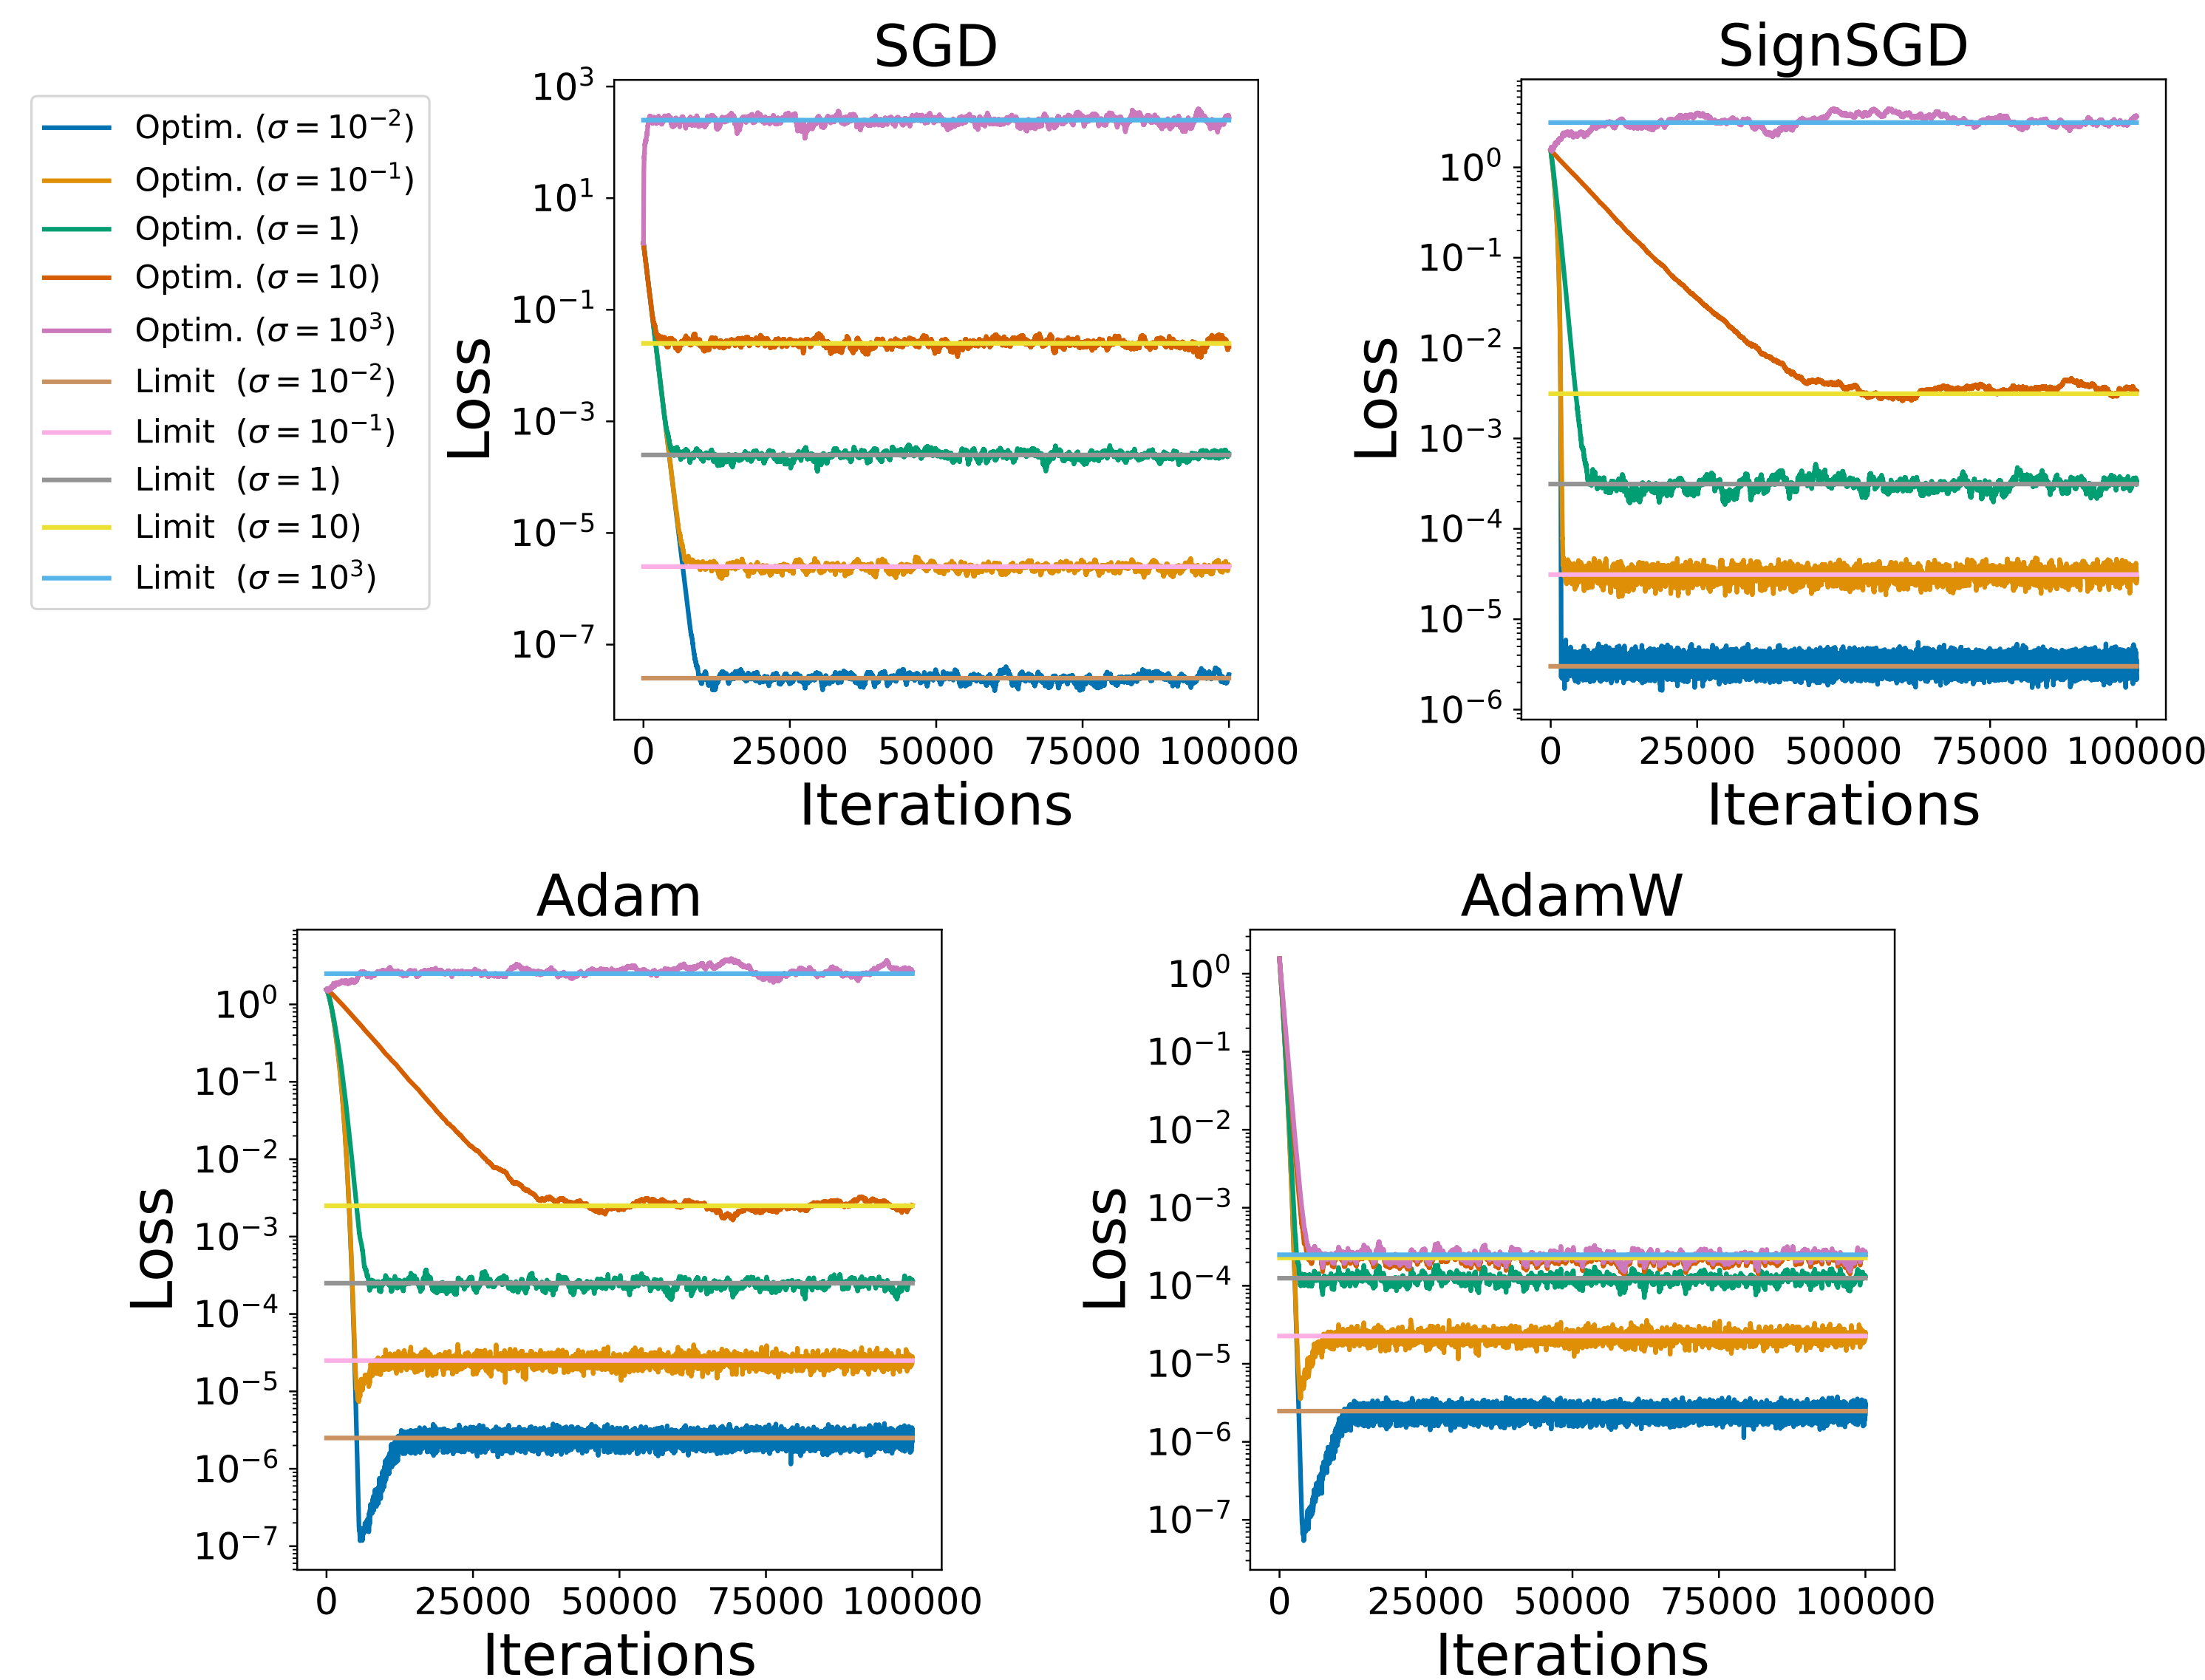 SGD
SignSGD
Optim. (σ = 10⁻²)
Optim. (σ = 10⁻¹)
Optim. (σ = 1)
Optim. (σ = 10)
Optim. (σ = 10³)
Limit (σ = 10⁻²)
Limit (σ = 10⁻¹)
Limit (σ = 1)
Limit (σ = 10)
Limit (σ = 10³)
Loss
10³
10¹
10⁻¹
10⁻³
10⁻⁵
10⁻⁷
0 25000 50000 75000 100000
Iterations
Loss
10⁰
10⁻¹
10⁻²
10⁻³
10⁻⁴
10⁻⁵
10⁻⁶
0 25000 50000 75000 100000
Iterations
Adam
Loss
10⁰
10⁻¹
10⁻²
10⁻³
10⁻⁴
10⁻⁵
10⁻⁶
10⁻⁷
0 25000 50000 75000 100000
Iterations
AdamW
Loss
10⁰
10⁻¹
10⁻²
10⁻³
10⁻⁴
10⁻⁵
10⁻⁶
10⁻⁷
0 25000 50000 75000 100000
Iterations